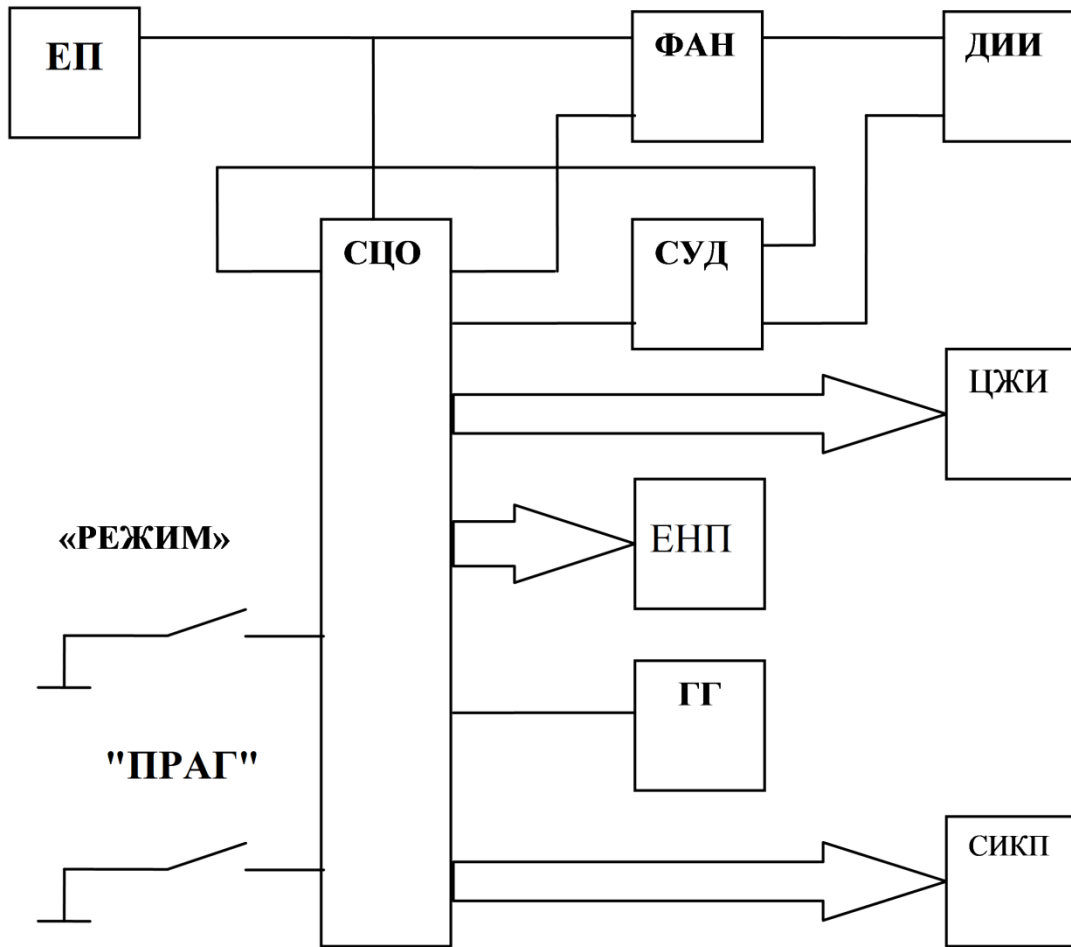 ЕП
ФАН
ДИИ
СЦО
СУД
ЦЖИ
«РЕЖИМ»
ЕНП
ГГ
"ПРАГ"
СИКП